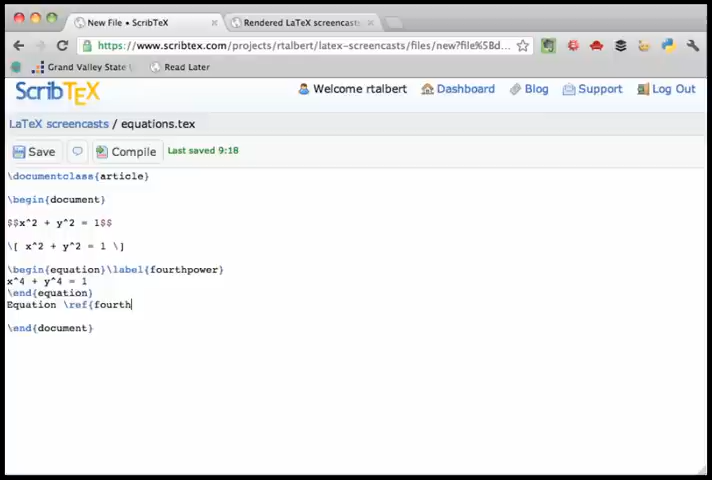 New File • ScribTeX
Rendered LaTeX screencasts
https://www.scribtex.com/projects/rtalbert/latex-screencasts/files/new?file%58d...
Grand Valley State
Read Later
ScribTEX
Welcome rtalbert
Dashboard
Blog
Support
Log Out
LaTeX screencasts / equations.tex
Save
Compile
Last saved 9:18
\documentclass{article}
\begin{document}
$$x^2 + y^2 = 1$$
\[ x^2 + y^2 = 1 \]
\begin{equation}\label{fourthpower}
x^4 + y^4 = 1
\end{equation}
Equation \ref{fourth
\end{document}